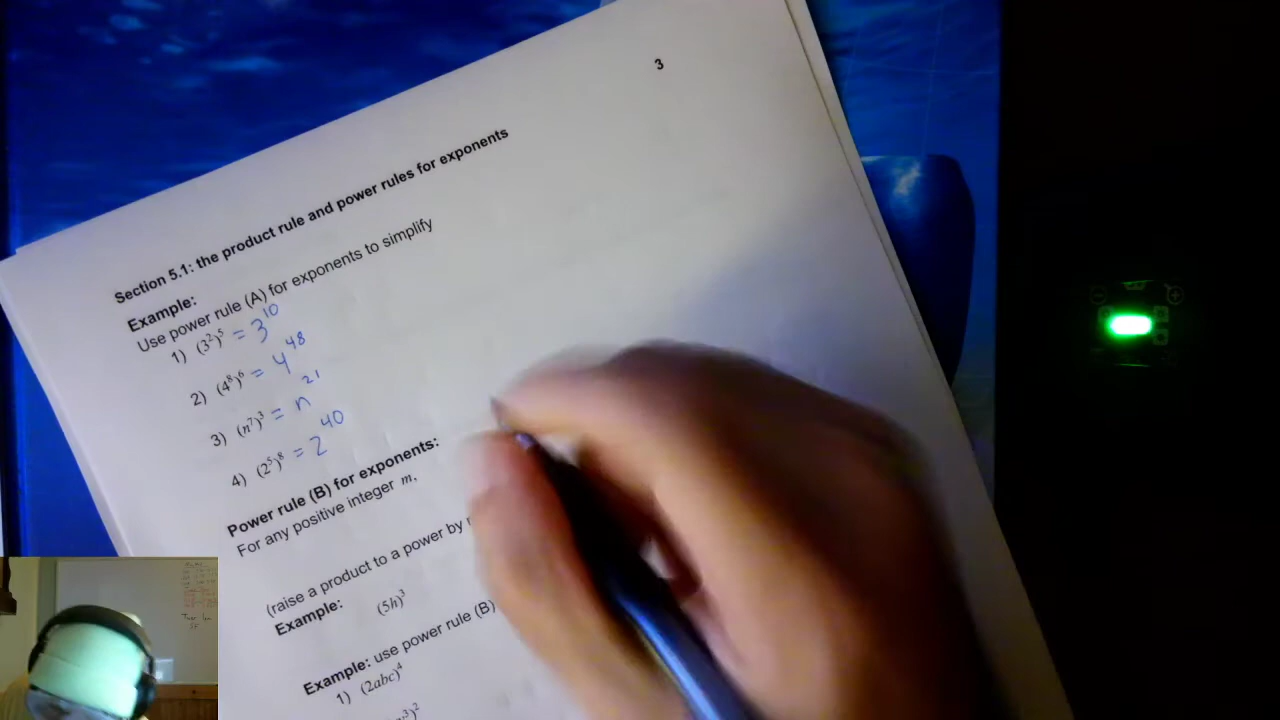 3
Section 5.1: the product rule and power rules for exponents
Example:
Use power rule (A) for exponents to simplify
1) (3²)⁵ = 3¹⁰
2) (4⁸)⁶ = 4⁴⁸
3) (n⁷)³ = n²¹
4) (2⁵)⁸ = 2⁴⁰
Power rule (B) for exponents:
For any positive integer m,
(raise a product to a power by
Example: (5h)³
Example: use power rule (B)
1) (2abc)⁴